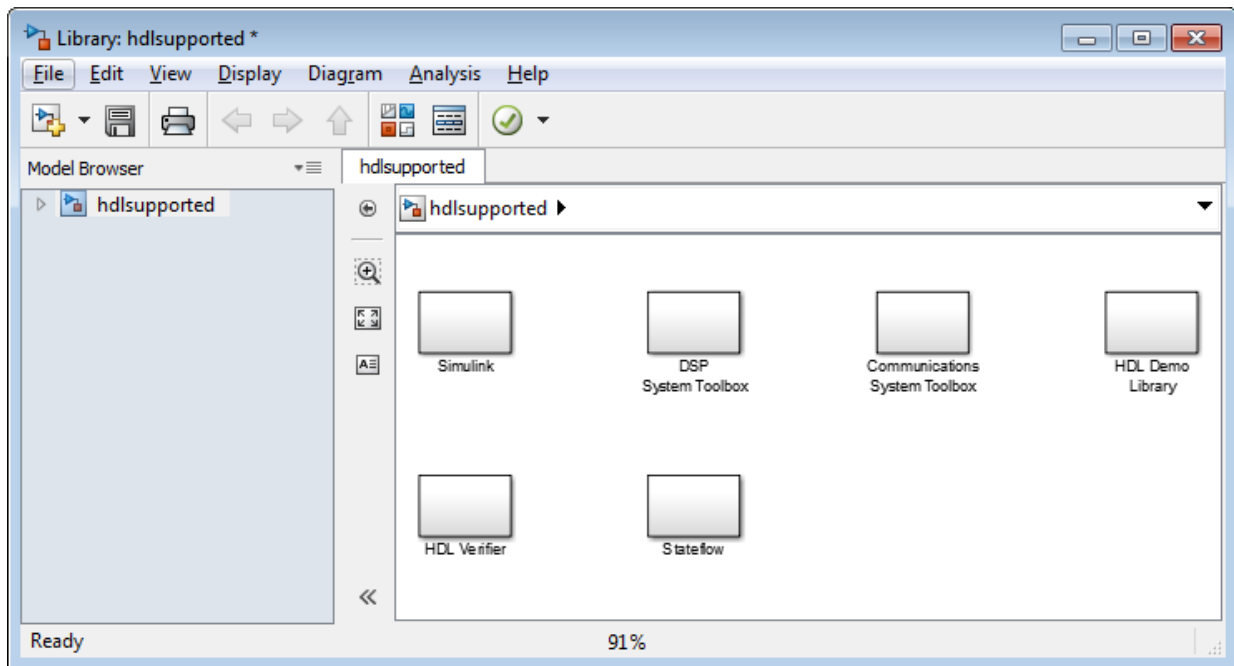 Library: hdlsupported *
File Edit View Display Diagram Analysis Help
Model Browser
hdlsupported
hdlsupported
hdlsupported
A
Simulink
DSP
System Toolbox
Communications
System Toolbox
HDL Demo
Library
HDL Verifier
Stateflow
Ready
91%